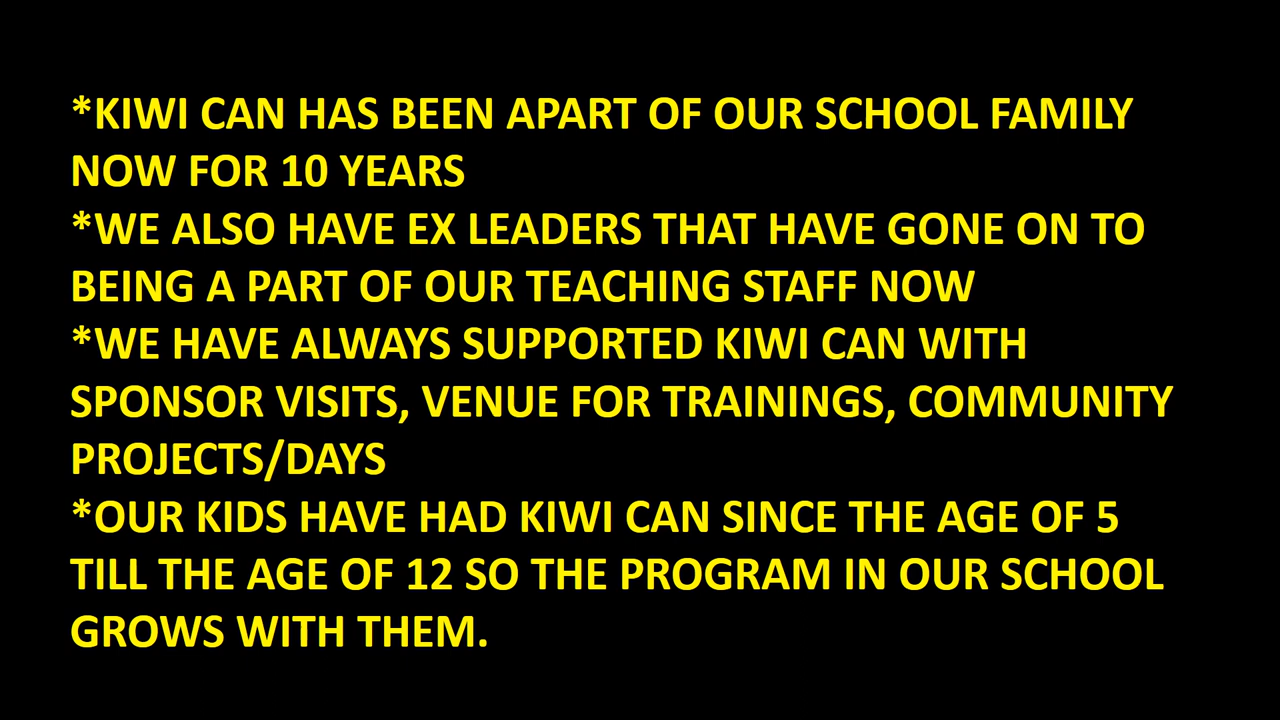 *KIWI CAN HAS BEEN APART OF OUR SCHOOL FAMILY
NOW FOR 10 YEARS
*WE ALSO HAVE EX LEADERS THAT HAVE GONE ON TO
BEING A PART OF OUR TEACHING STAFF NOW
*WE HAVE ALWAYS SUPPORTED KIWI CAN WITH
SPONSOR VISITS, VENUE FOR TRAININGS, COMMUNITY
PROJECTS/DAYS
*OUR KIDS HAVE HAD KIWI CAN SINCE THE AGE OF 5
TILL THE AGE OF 12 SO THE PROGRAM IN OUR SCHOOL
GROWS WITH THEM.